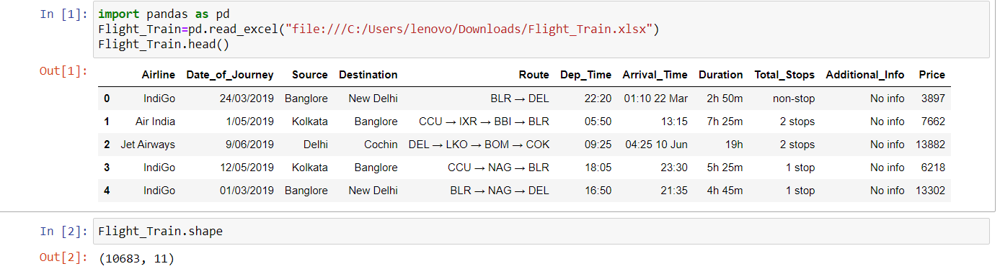 In [1]: import pandas as pd
Flight_Train=pd.read_excel("file:///C:/Users/lenovo/Downloads/Flight_Train.xlsx")
Flight_Train.head()
Out[1]:
Airline Date_of_Journey Source Destination Route Dep_Time Arrival_Time Duration Total_Stops Additional_Info Price
0 IndiGo 24/03/2019 Banglore New Delhi BLR → DEL 22:20 01:10 22 Mar 2h 50m non-stop No info 3897
1 Air India 1/05/2019 Kolkata Banglore CCU → IXR → BBI → BLR 05:50 13:15 7h 25m 2 stops No info 7662
2 Jet Airways 9/06/2019 Delhi Cochin DEL → LKO → BOM → COK 09:25 04:25 10 Jun 19h 2 stops No info 13882
3 IndiGo 12/05/2019 Kolkata Banglore CCU → NAG → BLR 18:05 23:30 5h 25m 1 stop No info 6218
4 IndiGo 01/03/2019 Banglore New Delhi BLR → NAG → DEL 16:50 21:35 4h 45m 1 stop No info 13302
In [2]: Flight_Train.shape
Out[2]: (10683, 11)